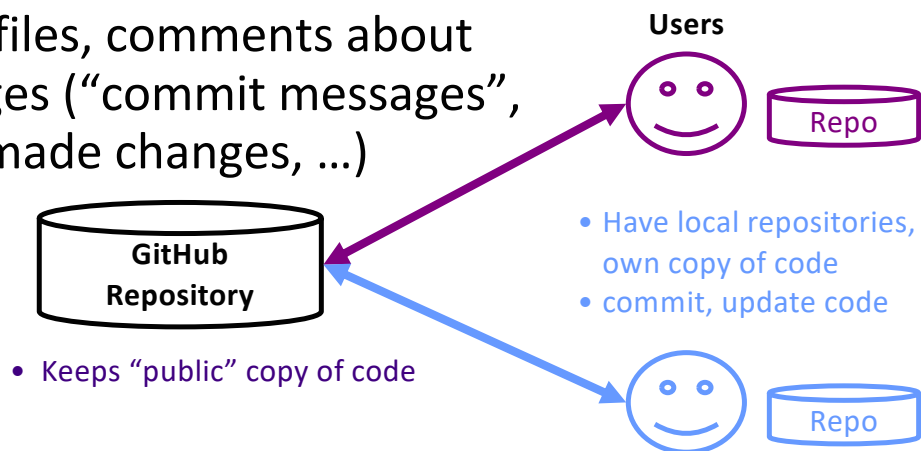 files, comments about
ges (“commit messages”,
made changes, …)
Users
Repo
GitHub
Repository
• Have local repositories,
own copy of code
• commit, update code
• Keeps “public” copy of code
Repo